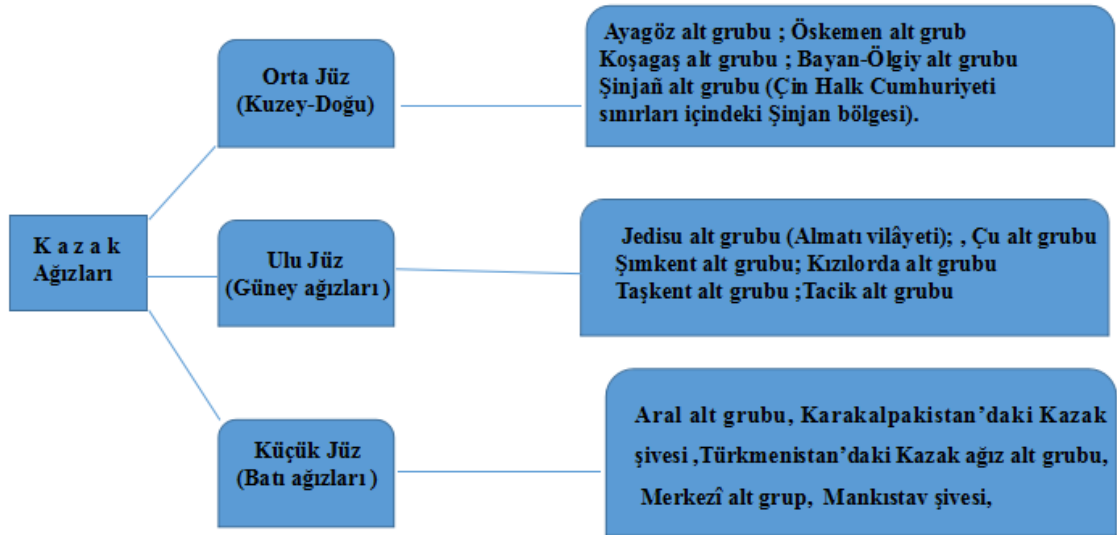 K a z a k
Ağızları
Orta Jüz
(Kuzey-Doğu)
Ayagöz alt grubu ; Öskemen alt grub
Koşagaş alt grubu ; Bayan-Ölgiy alt grubu
Şinjañ alt grubu (Çin Halk Cumhuriyeti
sınırları içindeki Şinjan bölgesi).
Ulu Jüz
(Güney ağızları )
Jedisu alt grubu (Almatı vilâyeti); , Çu alt grubu
Şımkent alt grubu; Kızılorda alt grubu
Taşkent alt grubu ;Tacik alt grubu
Küçük Jüz
(Batı ağızları )
Aral alt grubu, Karakalpakistan’daki Kazak
şivesi ,Türkmenistan’daki Kazak ağız alt grubu,
Merkezî alt grup, Mankıstav şivesi,